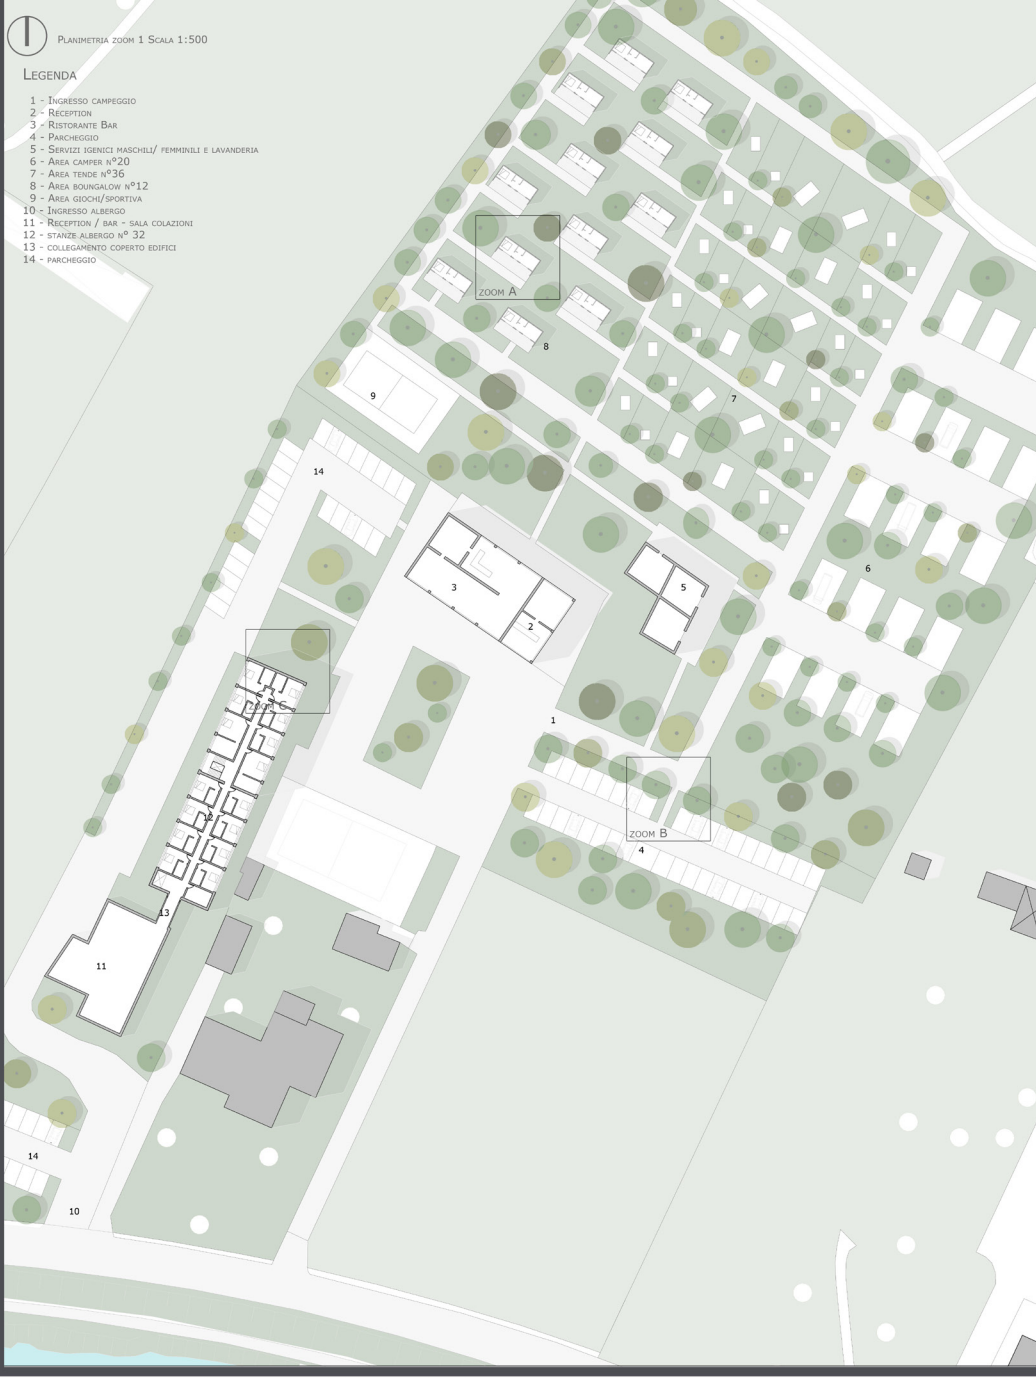 Planimetria zoom 1 Scala 1:500
Legenda
1 - Ingresso campeggio
2 - Reception
3 - Ristorante Bar
4 - Parcheggio
5 - Servizi igenici maschili/ femminili e lavanderia
6 - Area camper n°20
7 - Area tende n°36
8 - Area boungalow n°12
9 - Area giochi/sportiva
10 - Ingresso albergo
11 - Reception / bar - sala colazioni
12 - stanze albergo n° 32
13 - collegamento coperto edifici
14 - parcheggio
zoom A
8
9
7
14
6
3
5
2
zoom C
1
zoom B
12
4
13
11
14
10